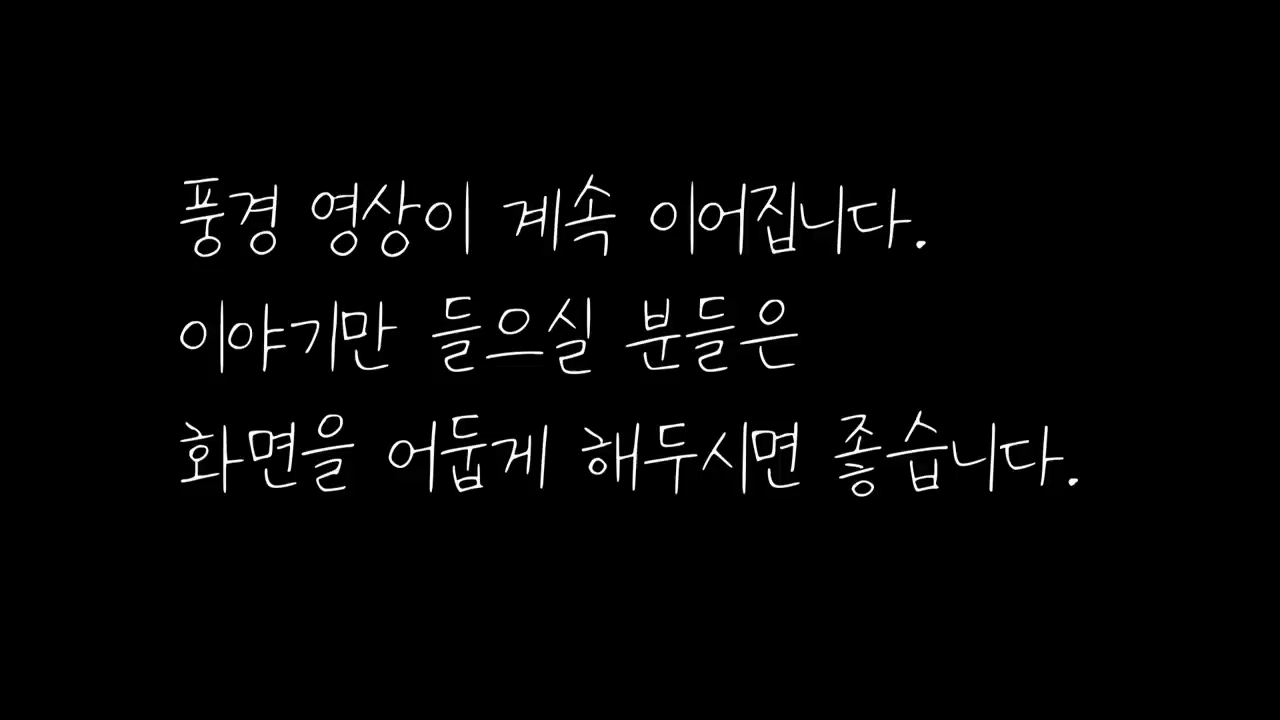 풍경 영상이 계속 이어집니다.
이야기만 들으실 분들은
화면을 어둡게 해두시면 좋습니다.